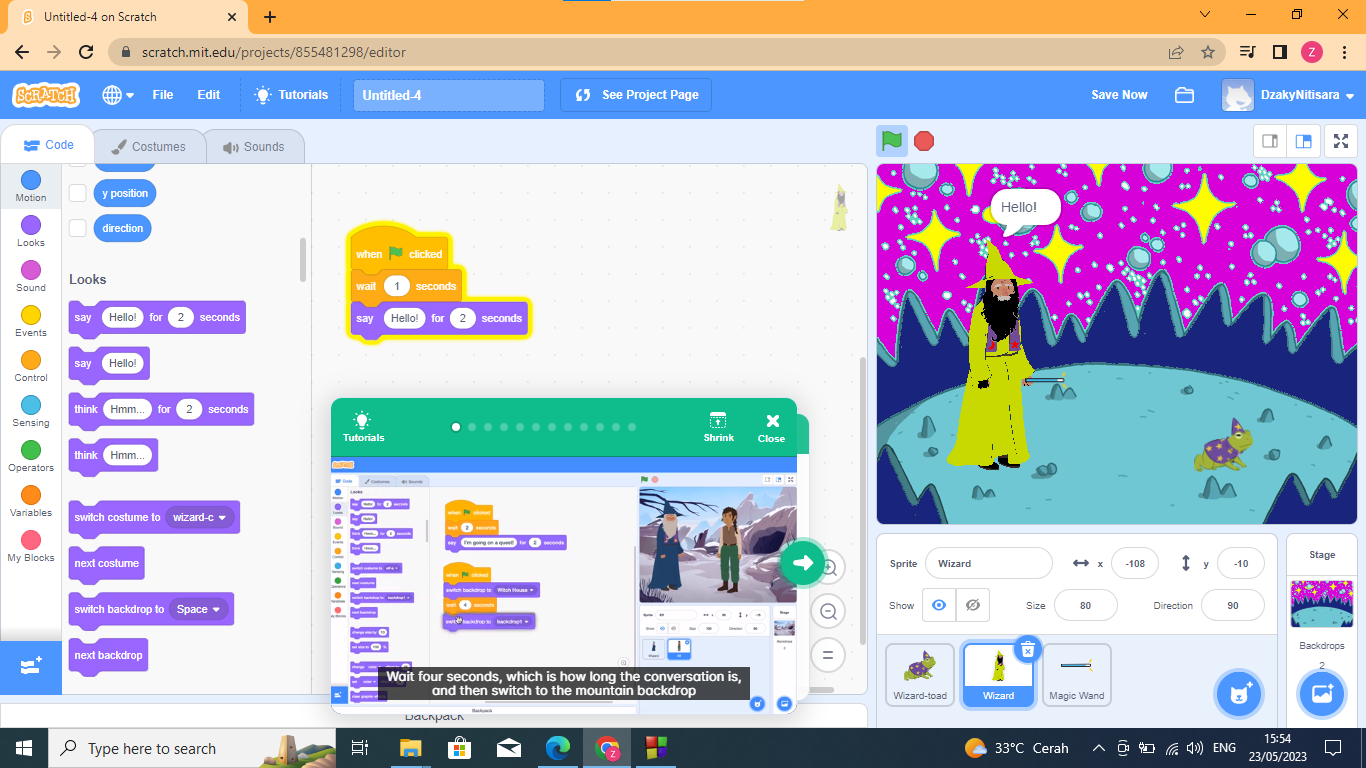 Untitled-4 on Scratch
scratch.mit.edu/projects/855481298/editor
Z
SCRATCH
File
Edit
Tutorials
Untitled-4
See Project Page
Save Now
DzakyNitisara
Code
Costumes
Sounds
Motion
Looks
Sound
Events
Control
Sensing
Operators
Variables
My Blocks
y position
direction
Looks
say Hello! for 2 seconds
say Hello!
think Hmm... for 2 seconds
think Hmm...
switch costume to wizard-c
next costume
switch backdrop to Space
next backdrop
when clicked
wait 1 seconds
say Hello! for 2 seconds
Tutorials
Shrink
Close
Code
Costumes
Sounds
Looks
when clicked
wait 2 seconds
say I'm going on a quest! for 2 seconds
when clicked
switch backdrop to Witch House
wait 4 seconds
switch backdrop to backdrop1
Wait four seconds, which is how long the conversation is,
and then switch to the mountain backdrop
Backpack
Backpack
Hello!
Sprite Wizard x -108 y -10
Show Size 80 Direction 90
Wizard-toad
Wizard
Magic Wand
Stage
Backdrops
2
Type here to search
33°C Cerah
ENG
15:54
23/05/2023